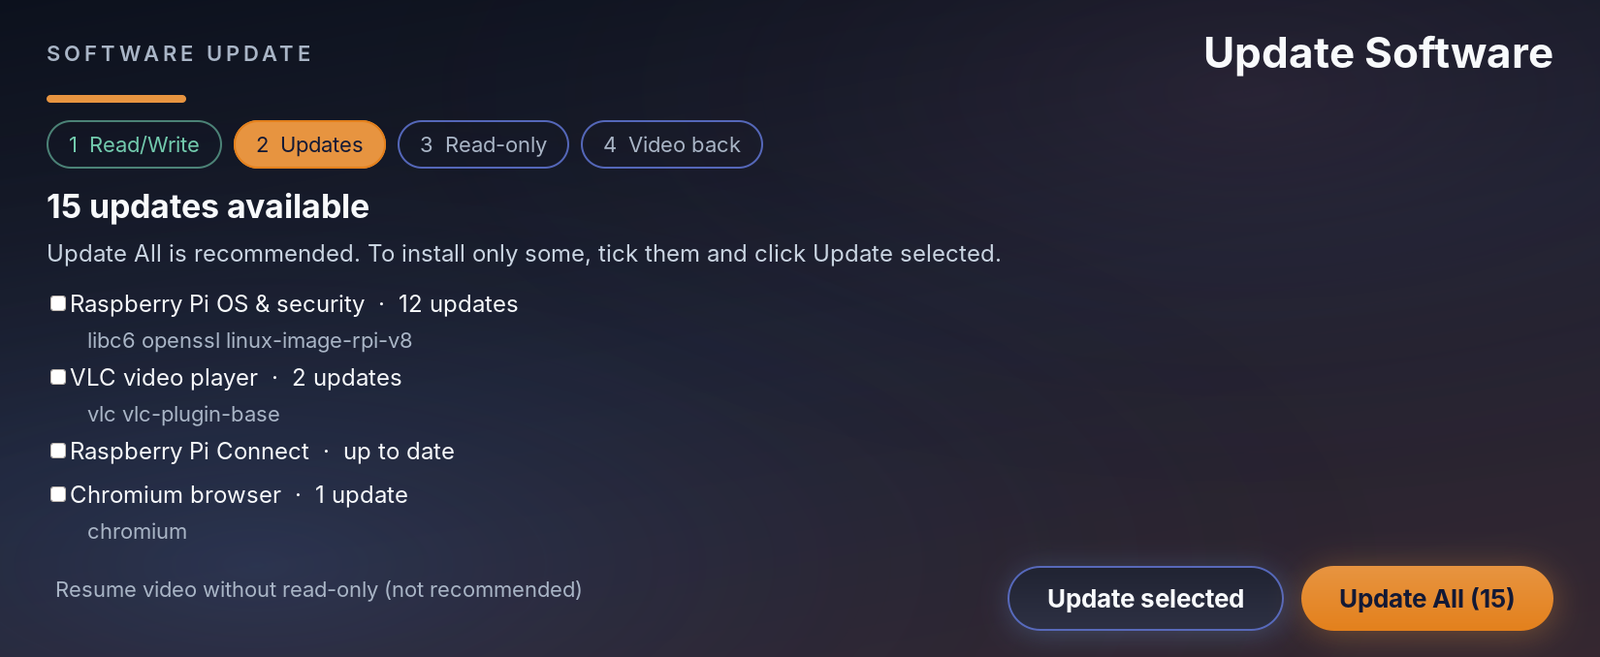 SOFTWARE UPDATE
Update Software
1 Read/Write
2 Updates
3 Read-only
4 Video back
15 updates available
Update All is recommended. To install only some, tick them and click Update selected.
Raspberry Pi OS & security · 12 updates
libc6 openssl linux-image-rpi-v8
VLC video player · 2 updates
vlc vlc-plugin-base
Raspberry Pi Connect · up to date
Chromium browser · 1 update
chromium
Resume video without read-only (not recommended)
Update selected
Update All (15)